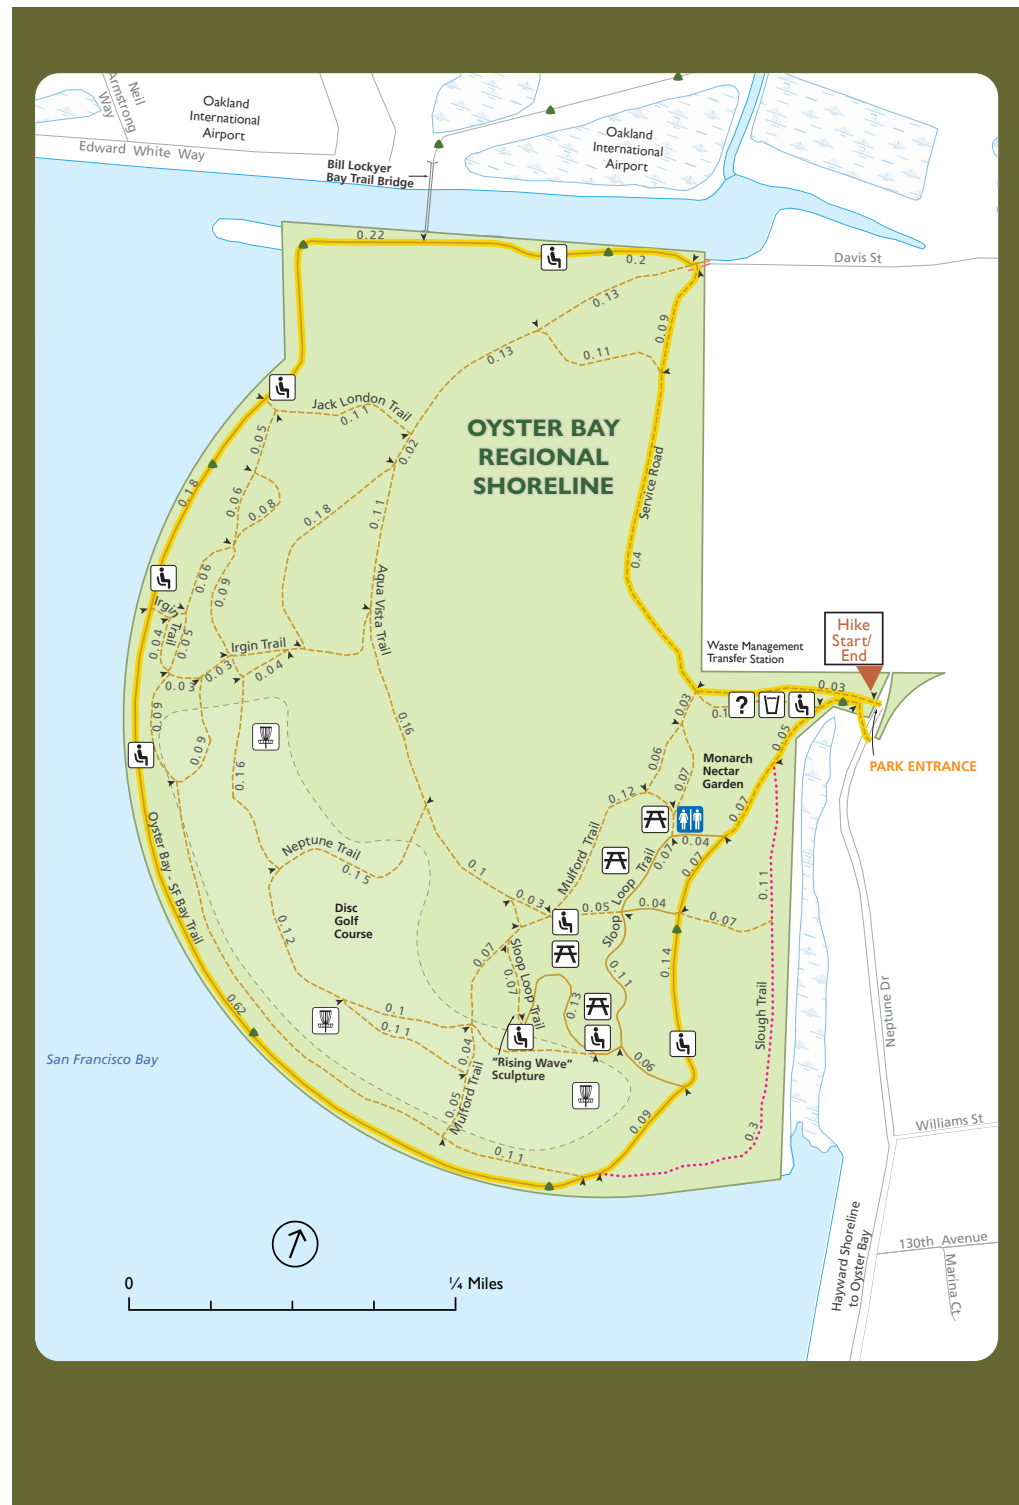 Neil
Armstrong
Way
Oakland
International
Airport
Edward White Way
Bill Lockyer
Bay Trail Bridge
Oakland
International
Airport
Davis St
0.22
0.2
0.13
0.09
0.13
0.11
Jack London Trail
0.11
0.02
OYSTER BAY
REGIONAL
SHORELINE
0.05
0.18
0.06
0.08
0.18
0.11
Service Road
0.4
0.06
0.09
Aqua Vista Trail
Irgin
Trail
0.04
0.05
Irgin Trail
0.03
0.03
0.04
Hike
Start/
End
Waste Management
Transfer Station
0.03
0.1
?
0.03
0.05
PARK ENTRANCE
0.09
0.09
0.16
0.16
0.06
0.07
Monarch
Nectar
Garden
0.12
0.07
0.04
0.07
0.07
Mulford Trail
Neptune Trail
0.15
0.1
0.03
0.05
0.04
0.07
Sloop Loop Trail
0.11
Oyster Bay - SF Bay Trail
Disc
Golf
Course
0.12
0.07
Sloop Loop Trail
0.07
0.11
0.14
0.13
Slough Trail
Neptune Dr
0.62
0.1
0.11
0.04
"Rising Wave"
Sculpture
0.06
San Francisco Bay
0.05
Mulford Trail
0.09
0.3
0.11
Williams St
130th Avenue
Marina Ct
Hayward Shoreline
to Oyster Bay
0
¼ Miles